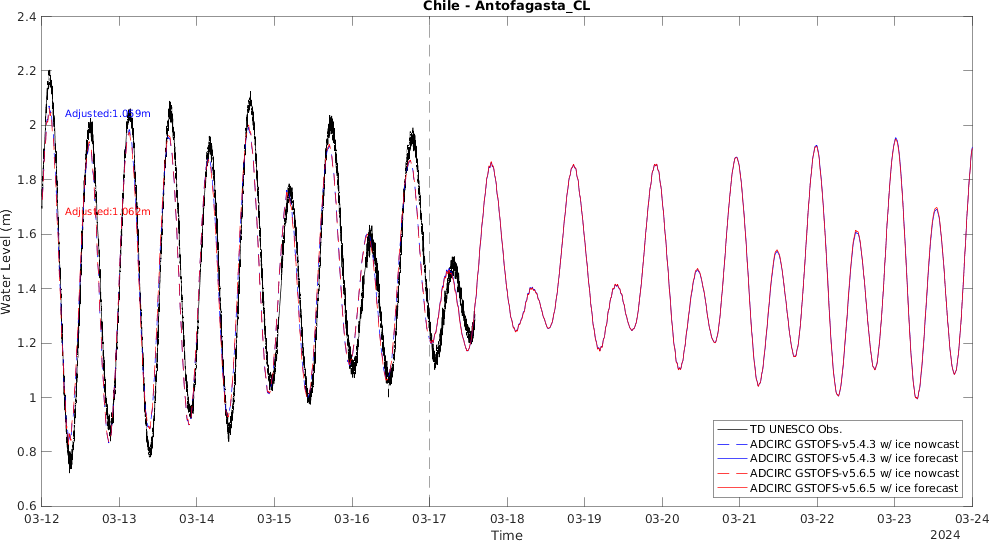 Chile - Antofagasta_CL
Water Level (m)
2.4
2.2
2
1.8
1.6
1.4
1.2
1
0.8
0.6
Adjusted:1.059m
Adjusted:1.062m
TD UNESCO Obs.
ADCIRC GSTOFS-v5.4.3 w/ ice nowcast
ADCIRC GSTOFS-v5.4.3 w/ ice forecast
ADCIRC GSTOFS-v5.6.5 w/ ice nowcast
ADCIRC GSTOFS-v5.6.5 w/ ice forecast
03-12 03-13 03-14 03-15 03-16 03-17 03-18 03-19 03-20 03-21 03-22 03-23 03-24
Time
2024